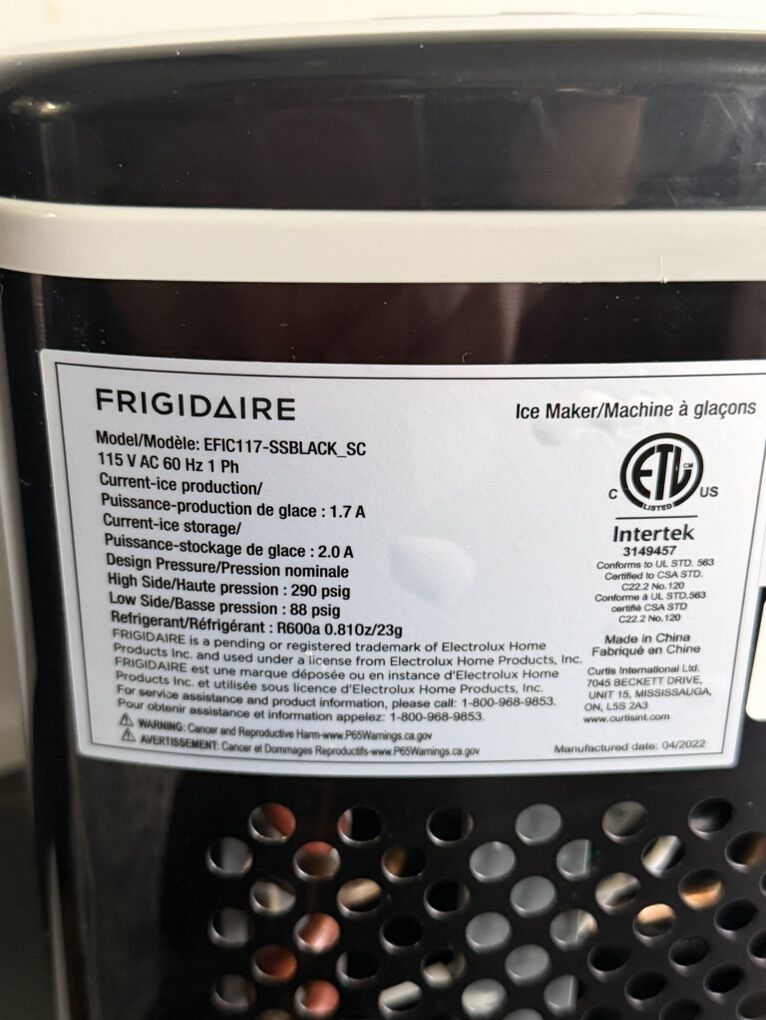 FRIGIDAIRE
Ice Maker/Machine à glaçons
Model/Modèle: EFIC117-SSBLACK_SC
115 V AC 60 Hz 1 Ph
Current-ice production/
Puissance-production de glace : 1.7 A
Current-ice storage/
Puissance-stockage de glace : 2.0 A
Design Pressure/Pression nominale
High Side/Haute pression : 290 psig
Low Side/Basse pression : 88 psig
Refrigerant/Réfrigérant : R600a 0.81Oz/23g
FRIGIDAIRE is a pending or registered trademark of Electrolux Home
Products Inc. and used under a license from Electrolux Home Products, Inc.
FRIGIDAIRE est une marque déposée ou en instance d'Electrolux Home
Products Inc. et utilisée sous licence d'Electrolux Home Products, Inc.
For service assistance and product information, please call: 1-800-968-9853.
Pour obtenir assistance et information appelez: 1-800-968-9853.
WARNING: Cancer and Reproductive Harm-www.P65Warnings.ca.gov
AVERTISSEMENT: Cancer et Dommages Reproductifs-www.P65Warnings.ca.gov
ETL CM
C US
LISTED
Intertek
3149457
Conforms to UL STD. 563
Certified to CSA STD.
C22.2 No.120
Conforme à UL STD.563
certifié CSA STD
C22.2 No.120
Made in China
Fabriqué en Chine
Curtis International Ltd.
7045 BECKETT DRIVE,
UNIT 15, MISSISSAUGA,
ON, L5S 2A3
www.curtisint.com
Manufactured date: 04/2022